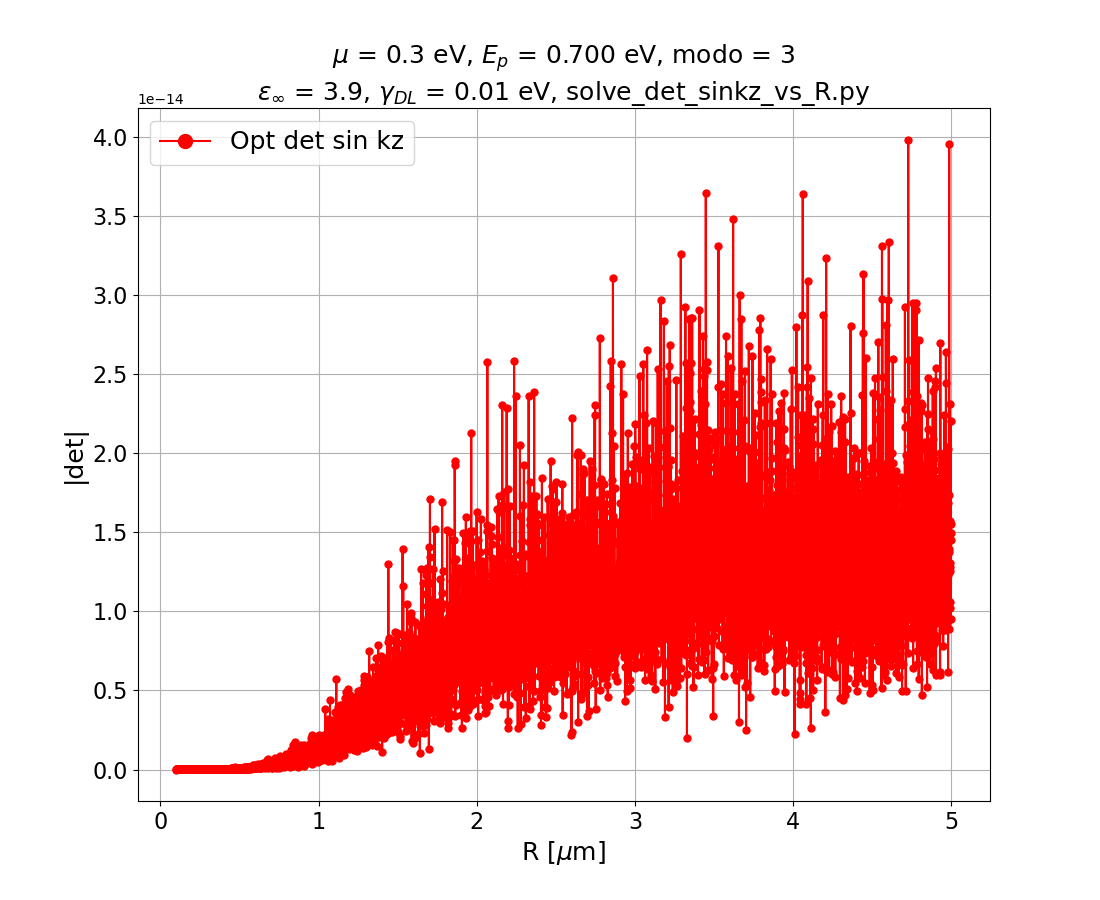 μ = 0.3 eV, E_p = 0.700 eV, modo = 3
ε_∞ = 3.9, γ_DL = 0.01 eV, solve_det_sinkz_vs_R.py
1e−14
Opt det sin kz
4.0
3.5
3.0
2.5
2.0
1.5
1.0
0.5
0.0
|det|
0 1 2 3 4 5
R [μm]